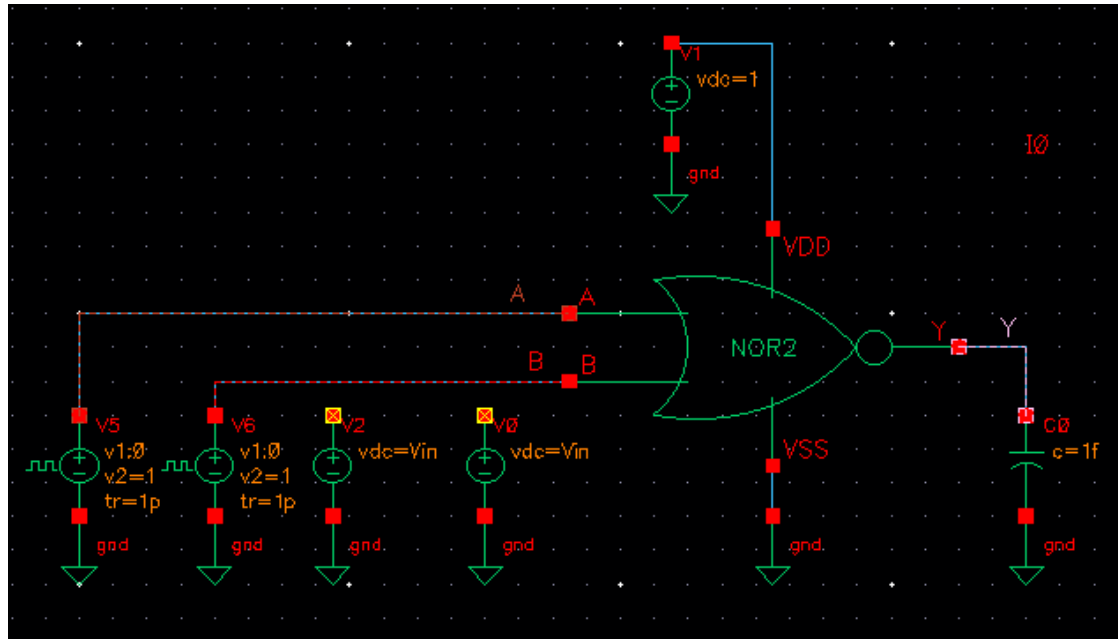 V1
vdc=1
gnd
I0
VDD
A
A
B
B
NOR2
Y
Y
VSS
gnd
V5
v1:0
v2=1
tr=1p
gnd
V6
v1:0
v2=1
tr=1p
gnd
V2
vdc=Vin
gnd
V0
vdc=Vin
gnd
C0
c=1f
gnd